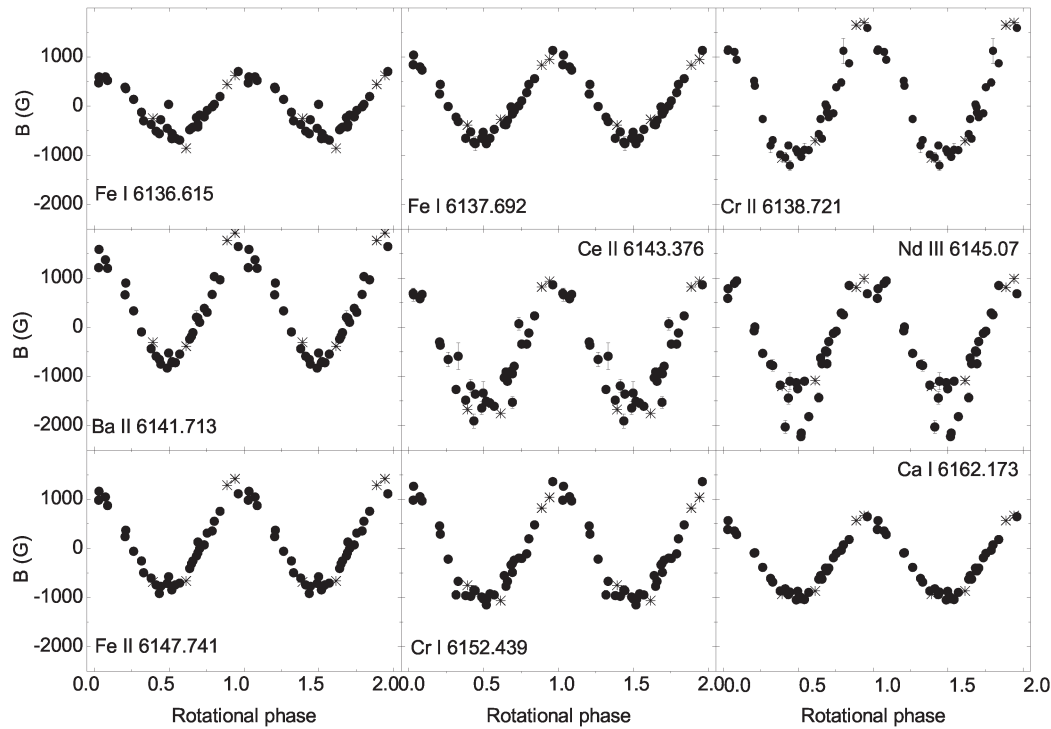 1000
0
-1000
-2000
B (G)
Fe I 6136.615
Fe I 6137.692
Cr II 6138.721
1000
0
-1000
-2000
B (G)
Ba II 6141.713
Ce II 6143.376
Nd III 6145.07
1000
0
-1000
-2000
B (G)
Fe II 6147.741
Cr I 6152.439
Ca I 6162.173
0.0 0.5 1.0 1.5 2.0 0.0 0.5 1.0 1.5 2.0 0.0 0.5 1.0 1.5 2.0
Rotational phase Rotational phase Rotational phase